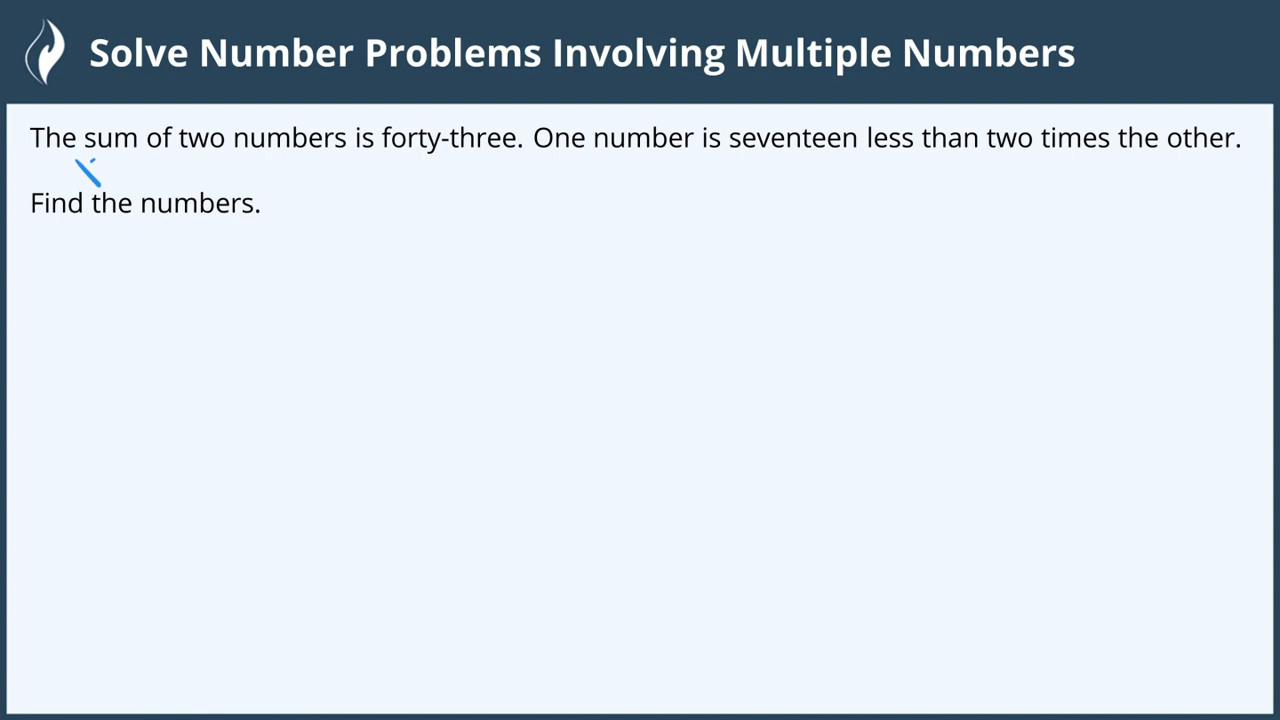 Solve Number Problems Involving Multiple Numbers
The sum of two numbers is forty-three. One number is seventeen less than two times the other.
Find the numbers.